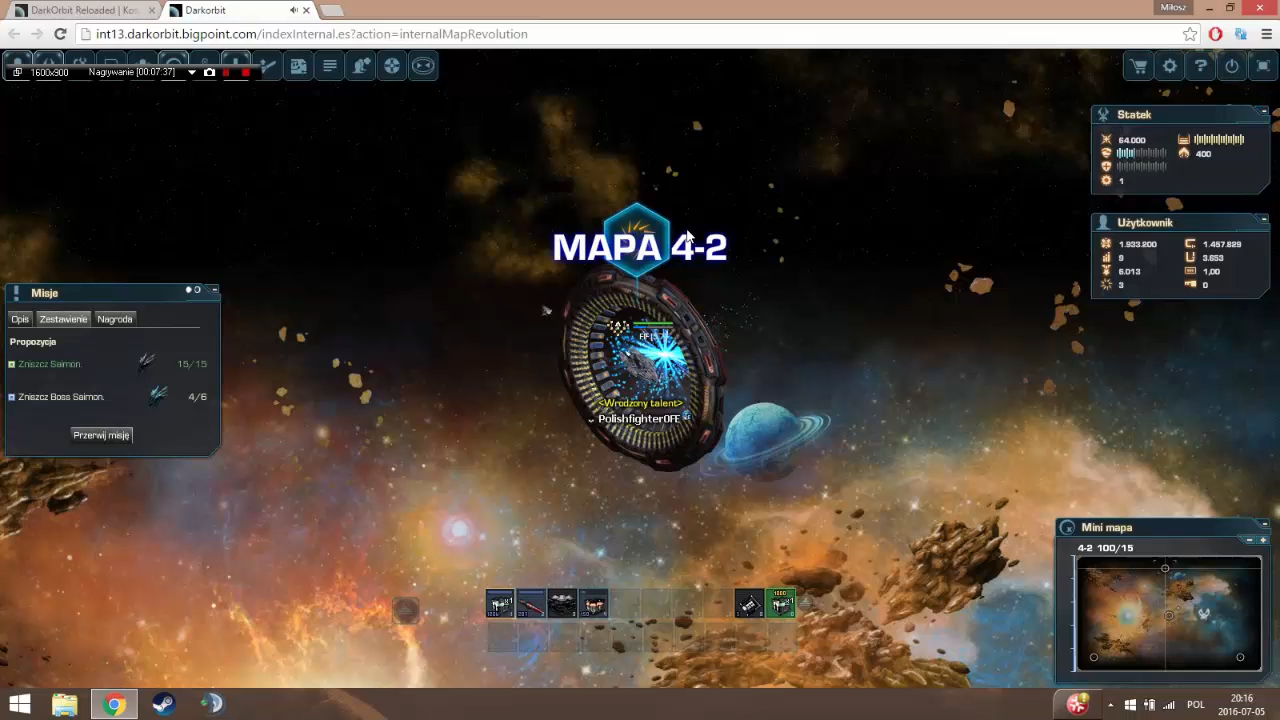 DarkOrbit Reloaded | Kos
Darkorbit
Miłosz
int13.darkorbit.bigpoint.com/indexInternal.es?action=internalMapRevolution
1600x900 Nagrywanie [00:07:37]
Statek
64.000
400
1
Użytkownik
1.933.200 1.457.829
9 3.653
6.013 1,00
3 0
MAPA 4-2
Misje
Opis Zestawienie Nagroda
Propozycja
Zniszcz Saimon. 15/15
Zniszcz Boss Saimon. 4/6
Przerwij misję
<Wrodzony talent>
Polishfighter0FE
Mini mapa
4-2 100/15
20:16
POL
2016-07-05